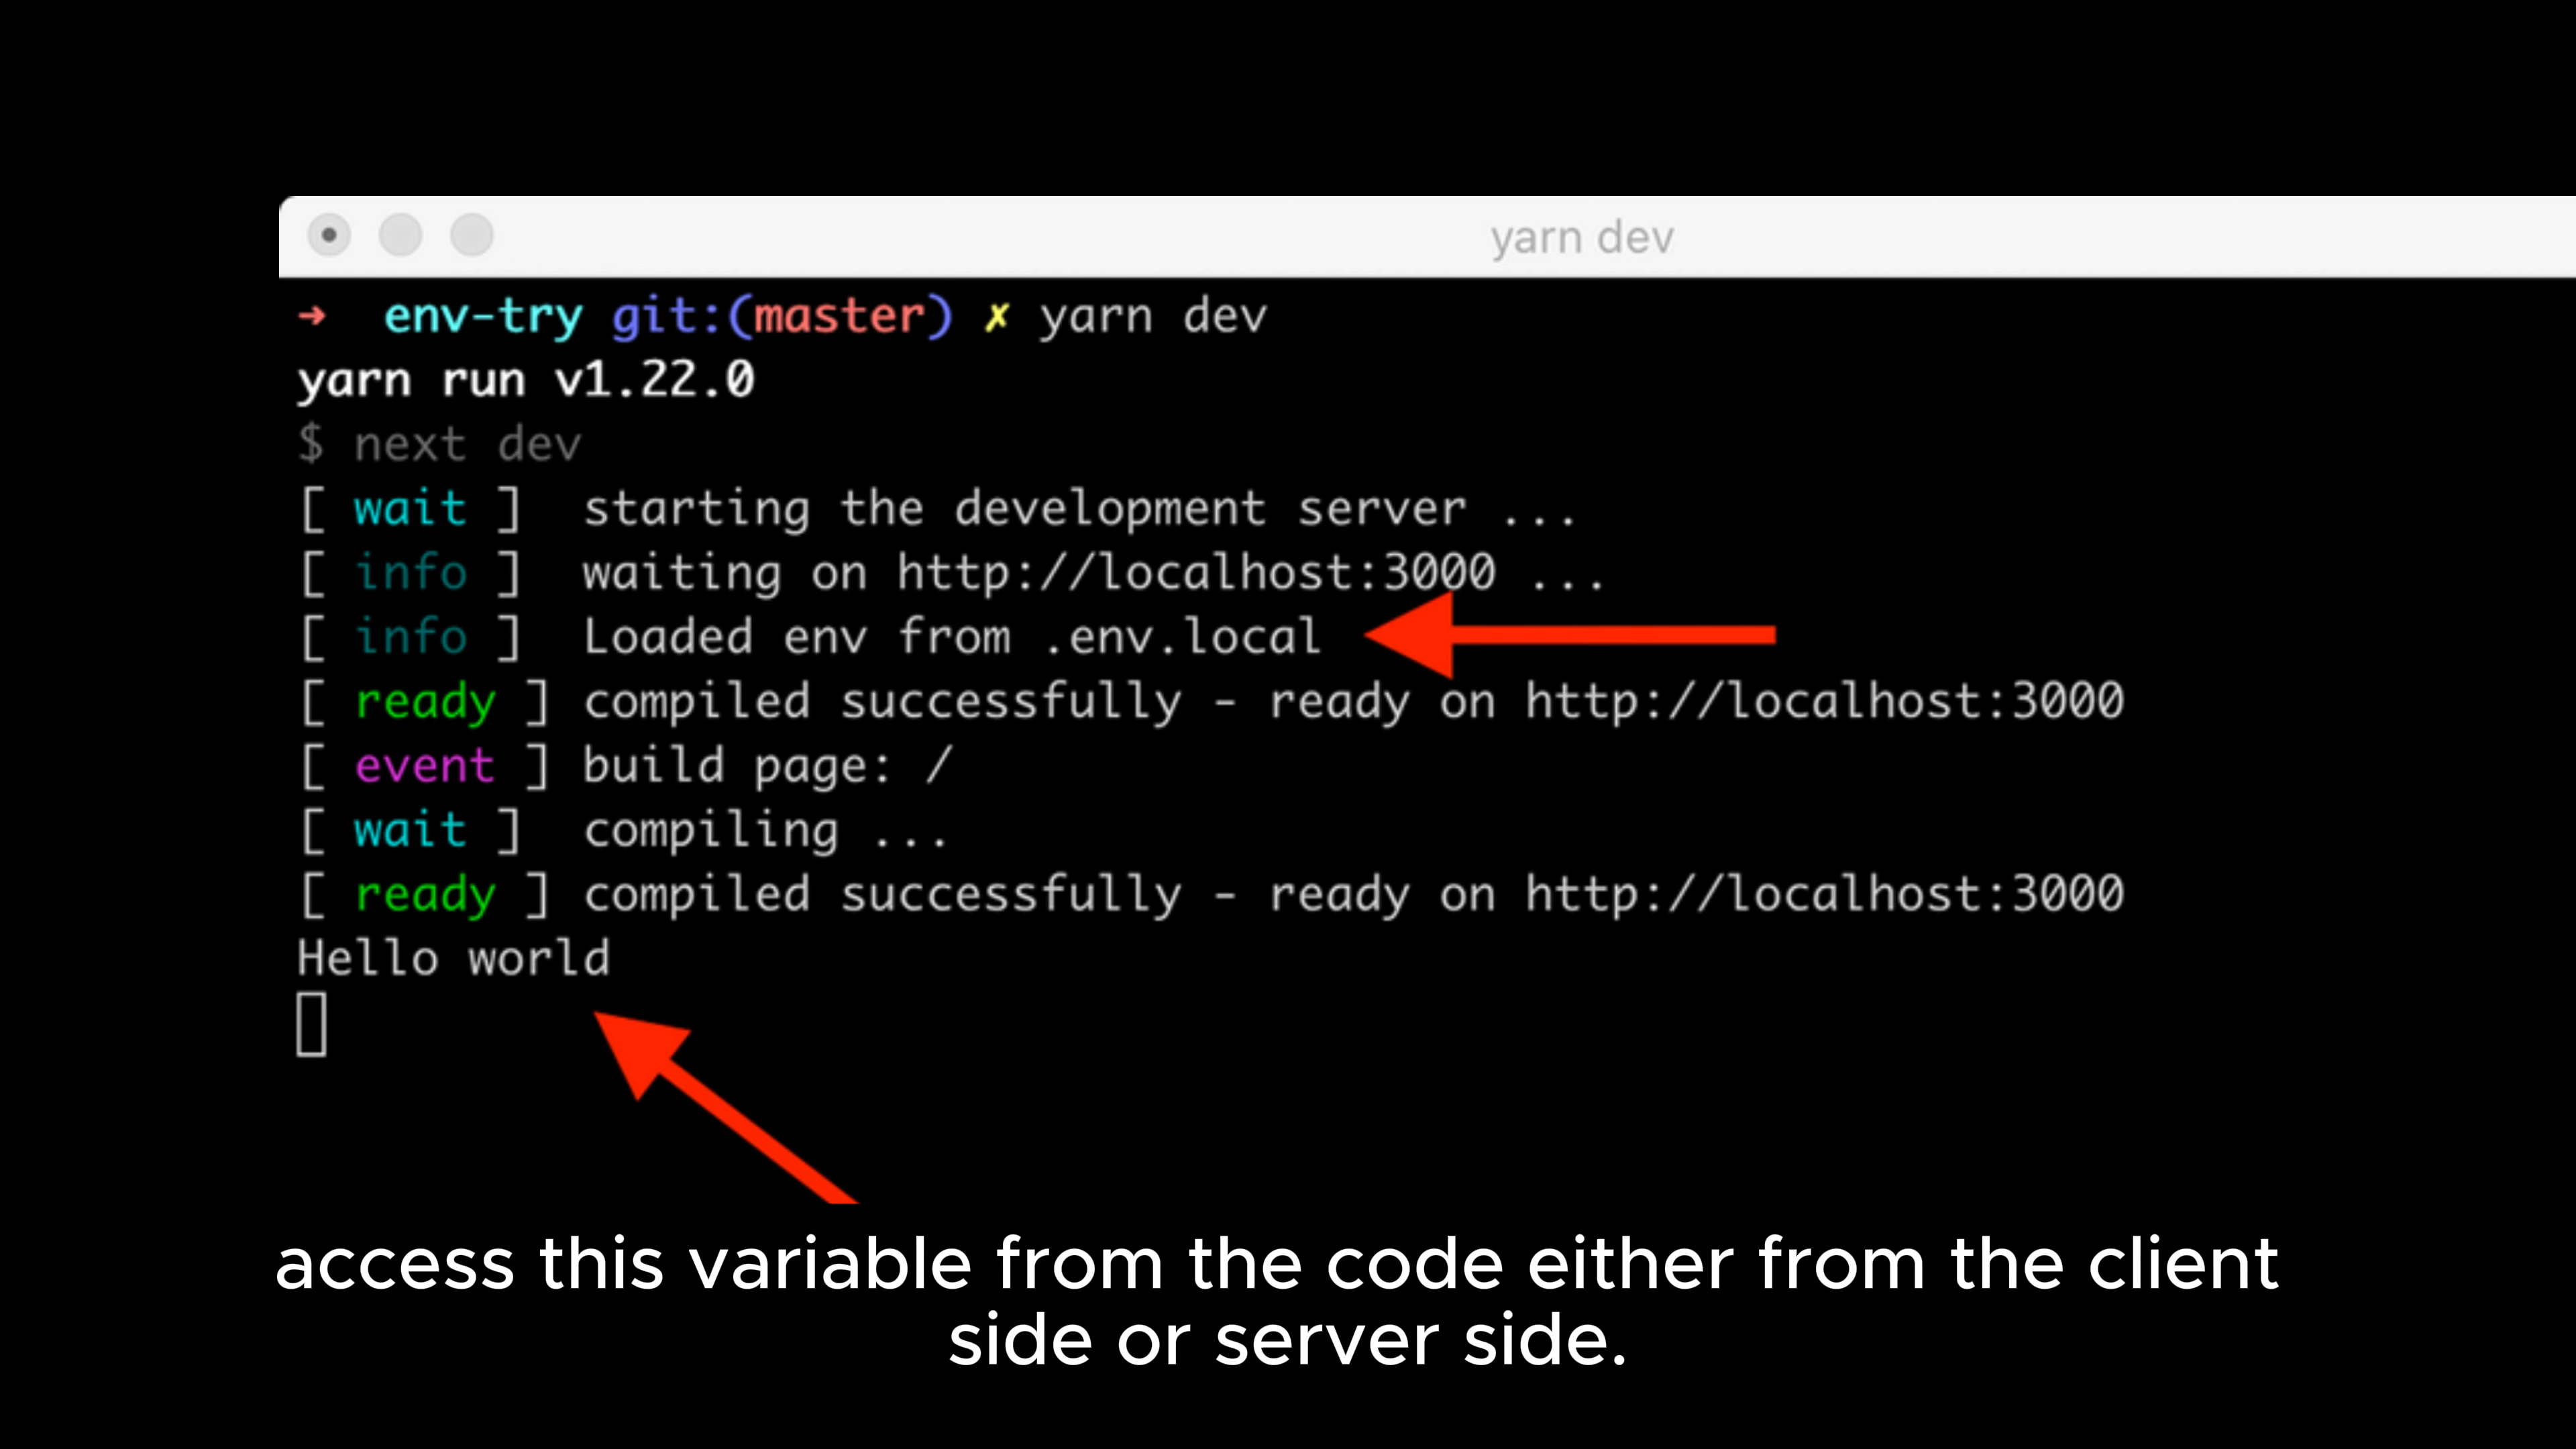 yarn dev
➜ env-try git:(master) ✗ yarn dev
yarn run v1.22.0
$ next dev
[ wait ] starting the development server ...
[ info ] waiting on http://localhost:3000 ...
[ info ] Loaded env from .env.local
[ ready ] compiled successfully - ready on http://localhost:3000
[ event ] build page: /
[ wait ] compiling ...
[ ready ] compiled successfully - ready on http://localhost:3000
Hello world
access this variable from the code either from the client
side or server side.